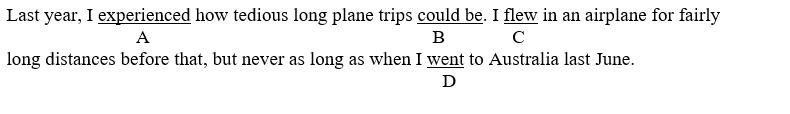 Last year, I experienced how tedious long plane trips could be. I flew in an airplane for fairly
A B C
long distances before that, but never as long as when I went to Australia last June.
D